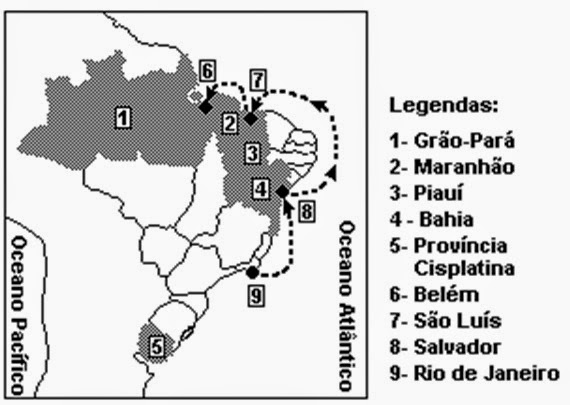 6
7
1
2
3
4
8
9
5
Oceano Pacífico
Oceano Atlântico
Legendas:
1- Grão-Pará
2- Maranhão
3- Piauí
4 - Bahia
5- Província
Cisplatina
6- Belém
7- São Luís
8- Salvador
9- Rio de Janeiro